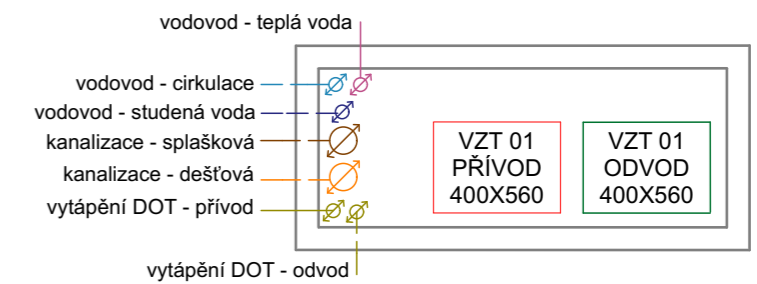 vodovod - teplá voda
vodovod - cirkulace
vodovod - studená voda
kanalizace - splašková
kanalizace - dešťová
vytápění DOT - přívod
vytápění DOT - odvod
VZT 01
PŘÍVOD
400X560
VZT 01
ODVOD
400X560